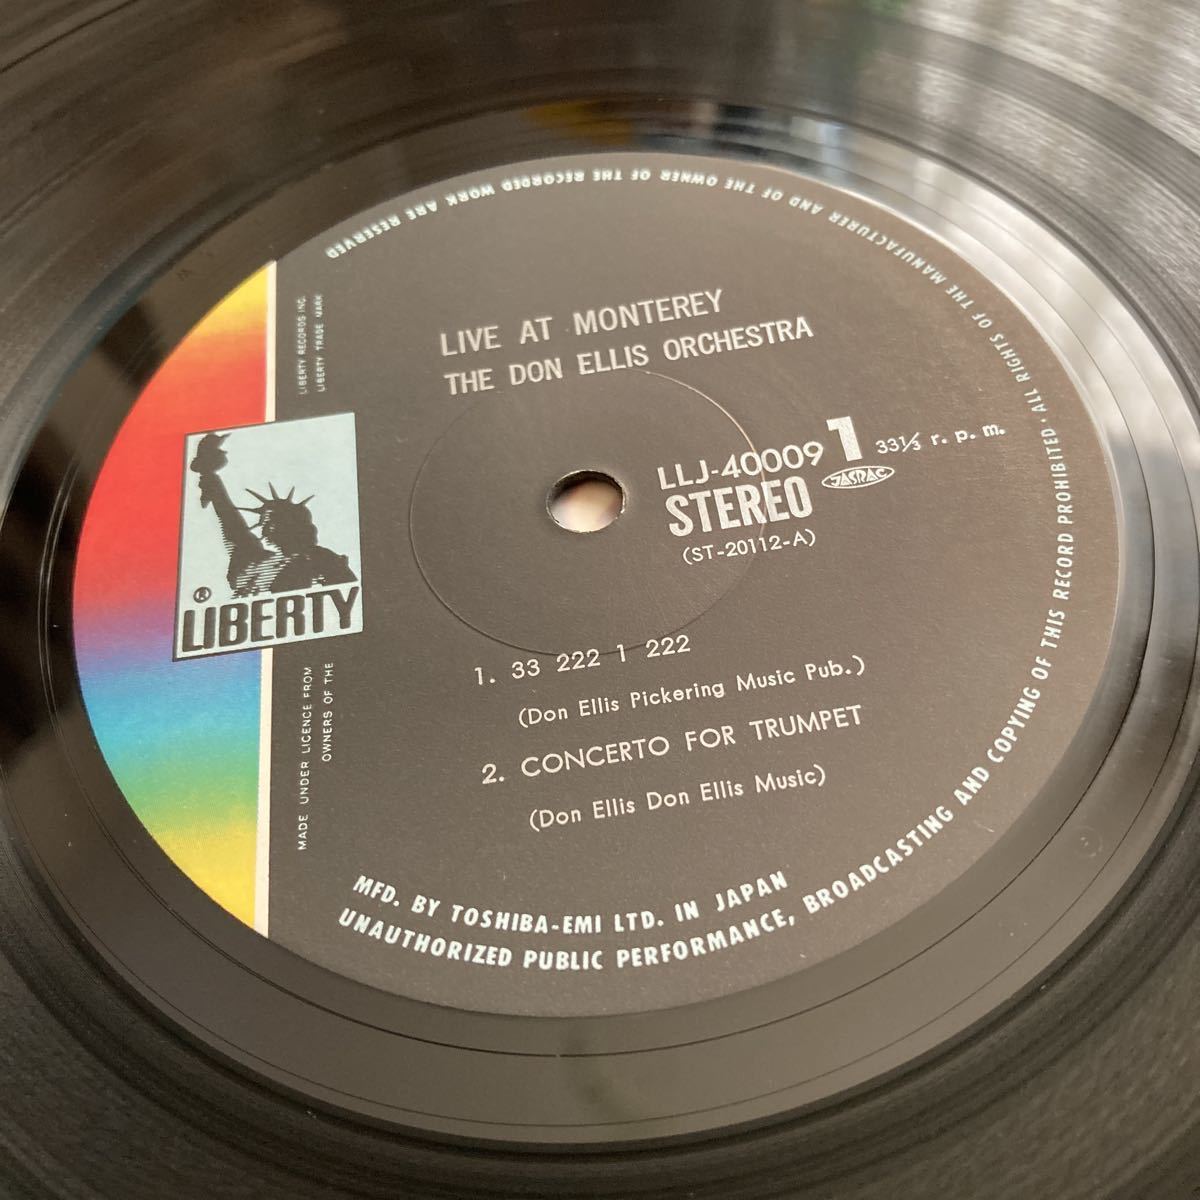 LIVE AT MONTEREY
THE DON ELLIS ORCHESTRA
LLJ-40009 1 33⅓ r. p. m.
STEREO JASRAC
(ST-20112-A)
LIBERTY RECORDS INC.
LIBERTY TRADE MARK
® LIBERTY
MADE UNDER LICENCE FROM
OWNERS OF THE
1. 33 222 1 222
(Don Ellis Pickering Music Pub.)
2. CONCERTO FOR TRUMPET
(Don Ellis Don Ellis Music)
MFD. BY TOSHIBA-EMI LTD. IN JAPAN
UNAUTHORIZED PUBLIC PERFORMANCE, BROADCASTING AND COPYING OF THIS RECORD PROHIBITED · ALL RIGHTS OF THE MANUFACTURER AND OF THE OWNER OF THE RECORDED WORK ARE RESERVED